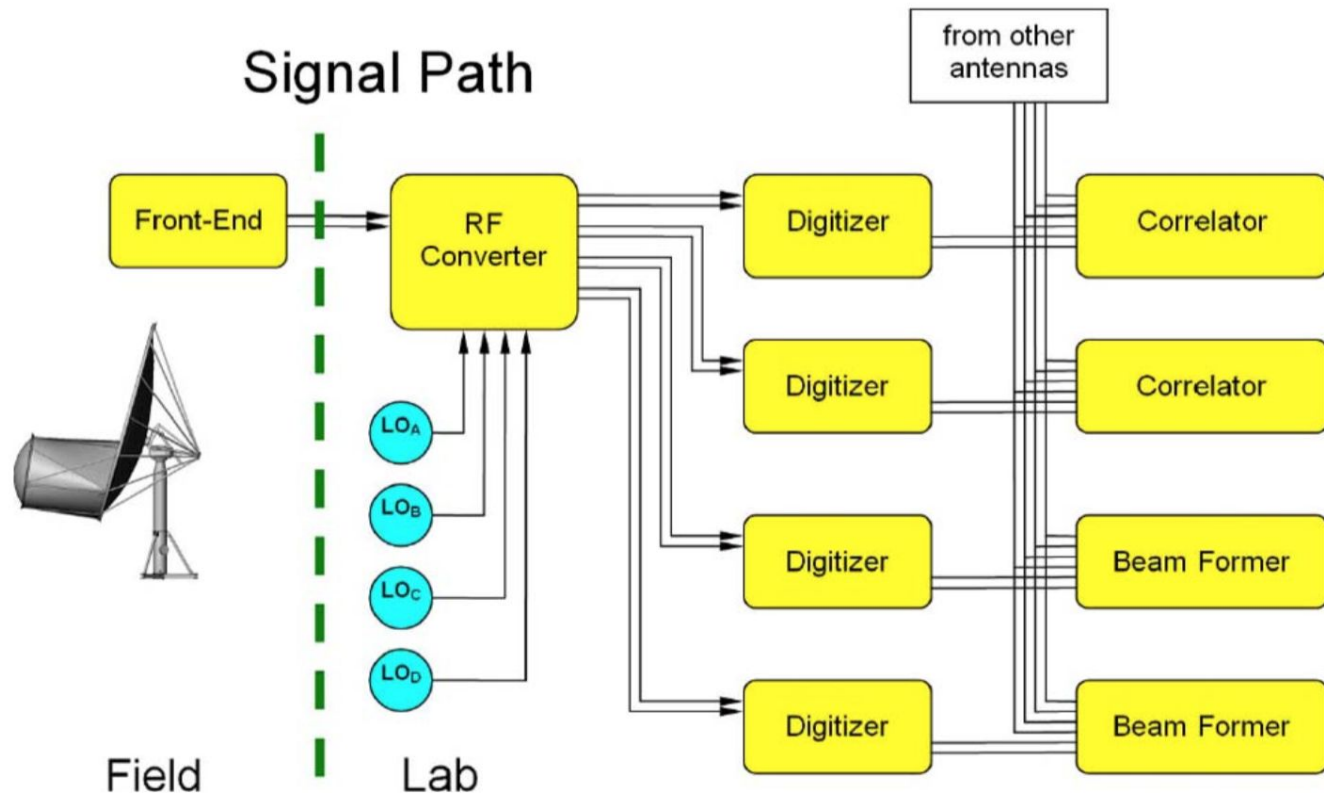 from other
antennas
Signal Path
Front-End
RF
Converter
Digitizer
Correlator
Digitizer
Correlator
LOA
LOB
Digitizer
Beam Former
LOC
LOD
Digitizer
Beam Former
Field
Lab